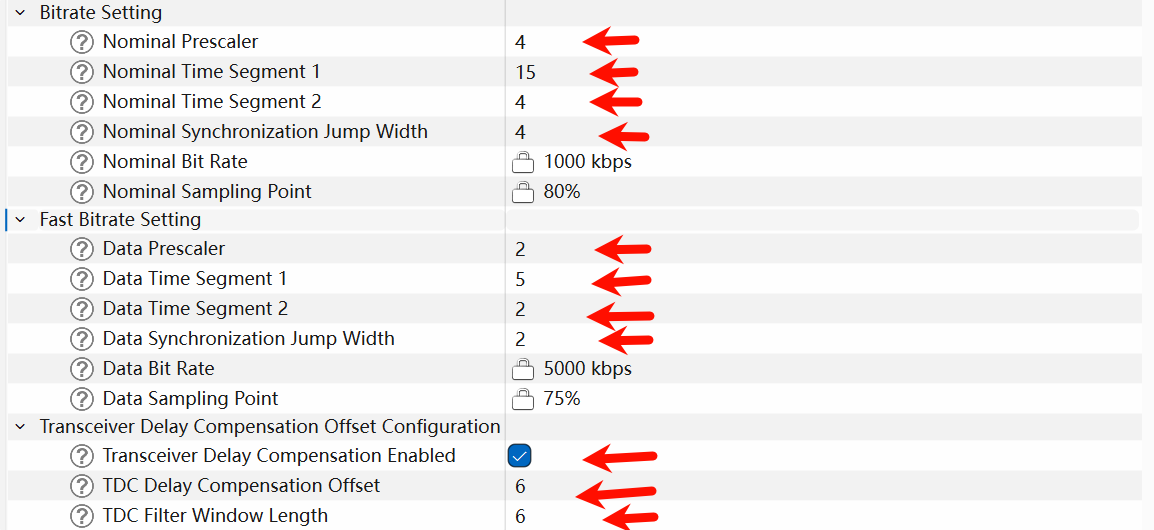 Bitrate Setting
Nominal Prescaler 4
Nominal Time Segment 1 15
Nominal Time Segment 2 4
Nominal Synchronization Jump Width 4
Nominal Bit Rate 1000 kbps
Nominal Sampling Point 80%
Fast Bitrate Setting
Data Prescaler 2
Data Time Segment 1 5
Data Time Segment 2 2
Data Synchronization Jump Width 2
Data Bit Rate 5000 kbps
Data Sampling Point 75%
Transceiver Delay Compensation Offset Configuration
Transceiver Delay Compensation Enabled
TDC Delay Compensation Offset 6
TDC Filter Window Length 6